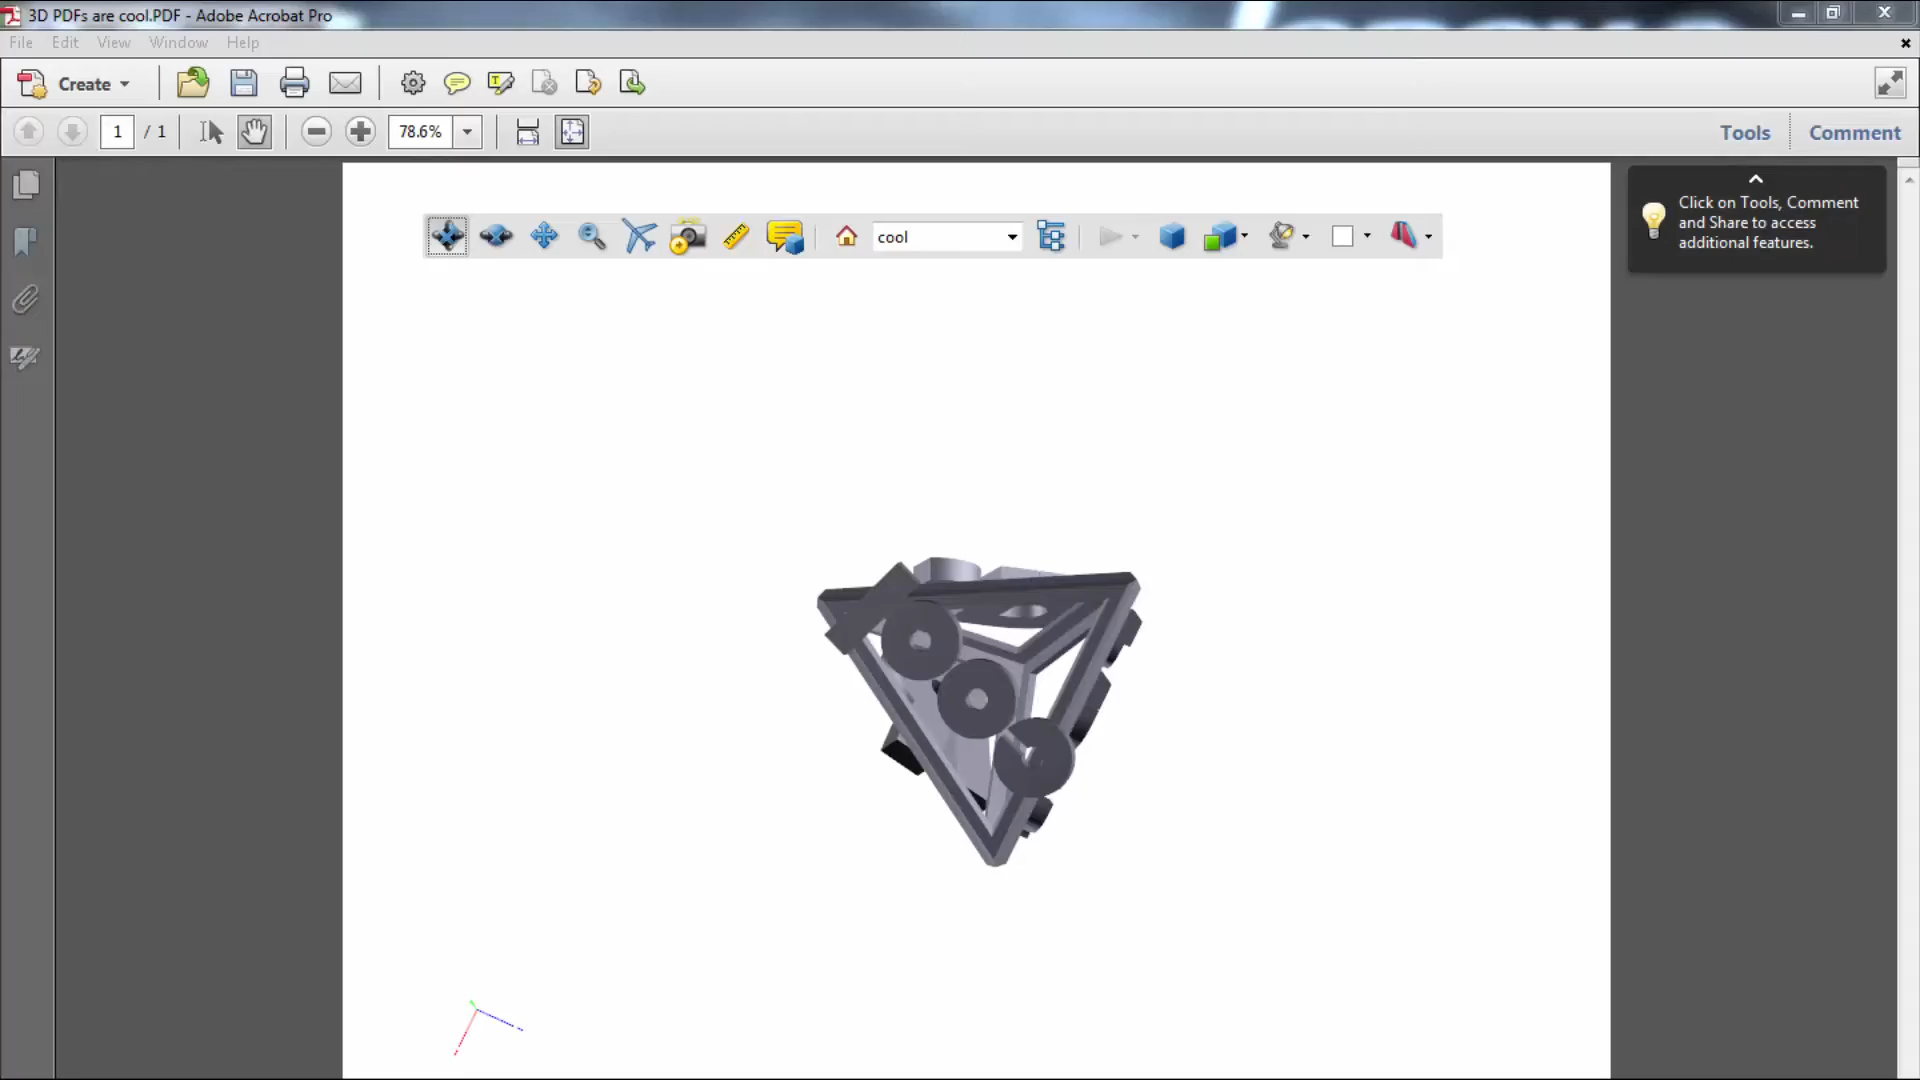 3D PDFs are cool.PDF - Adobe Acrobat Pro
File Edit View Window Help
Create
1 / 1 78.6% Tools Comment
Click on Tools, Comment
and Share to access
additional features.
cool